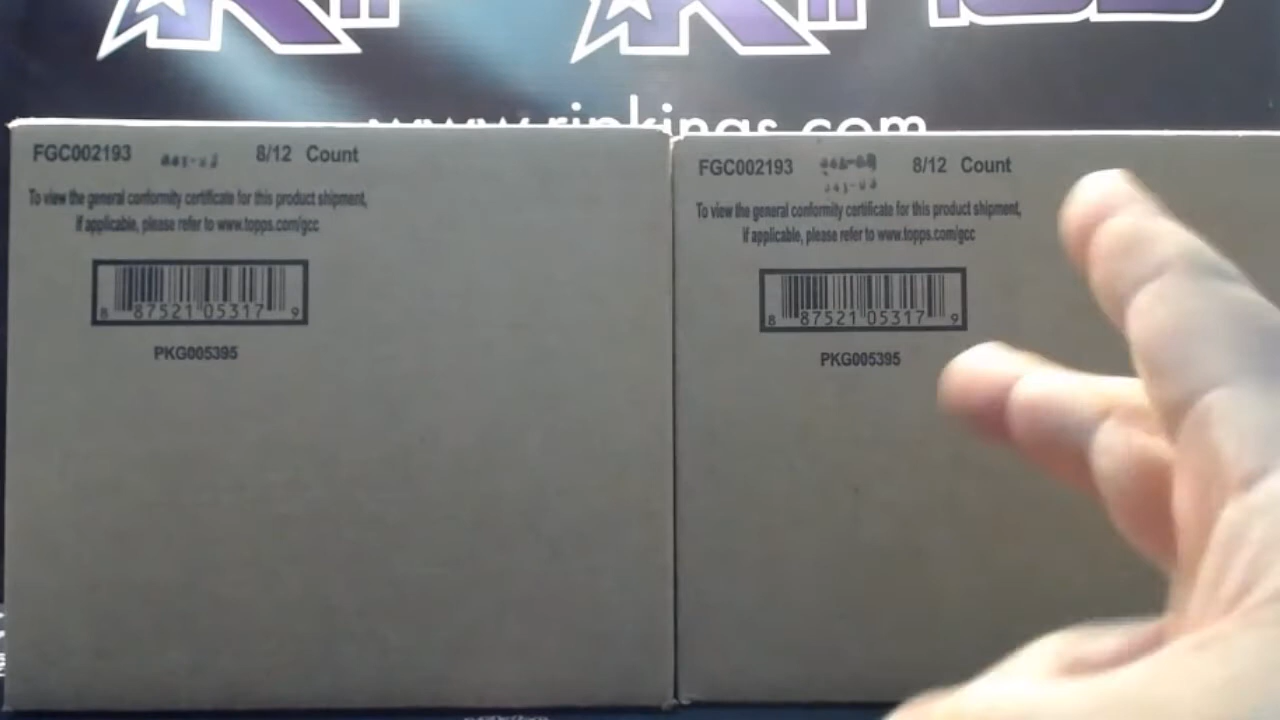 www.ripkings.com
FGC002193 8/12 Count
To view the general conformity certificate for this product shipment,
if applicable, please refer to www.topps.com/gcc
8 87521 05317 9
PKG005395
FGC002193 8/12 Count
To view the general conformity certificate for this product shipment,
if applicable, please refer to www.topps.com/gcc
8 87521 05317 9
PKG005395